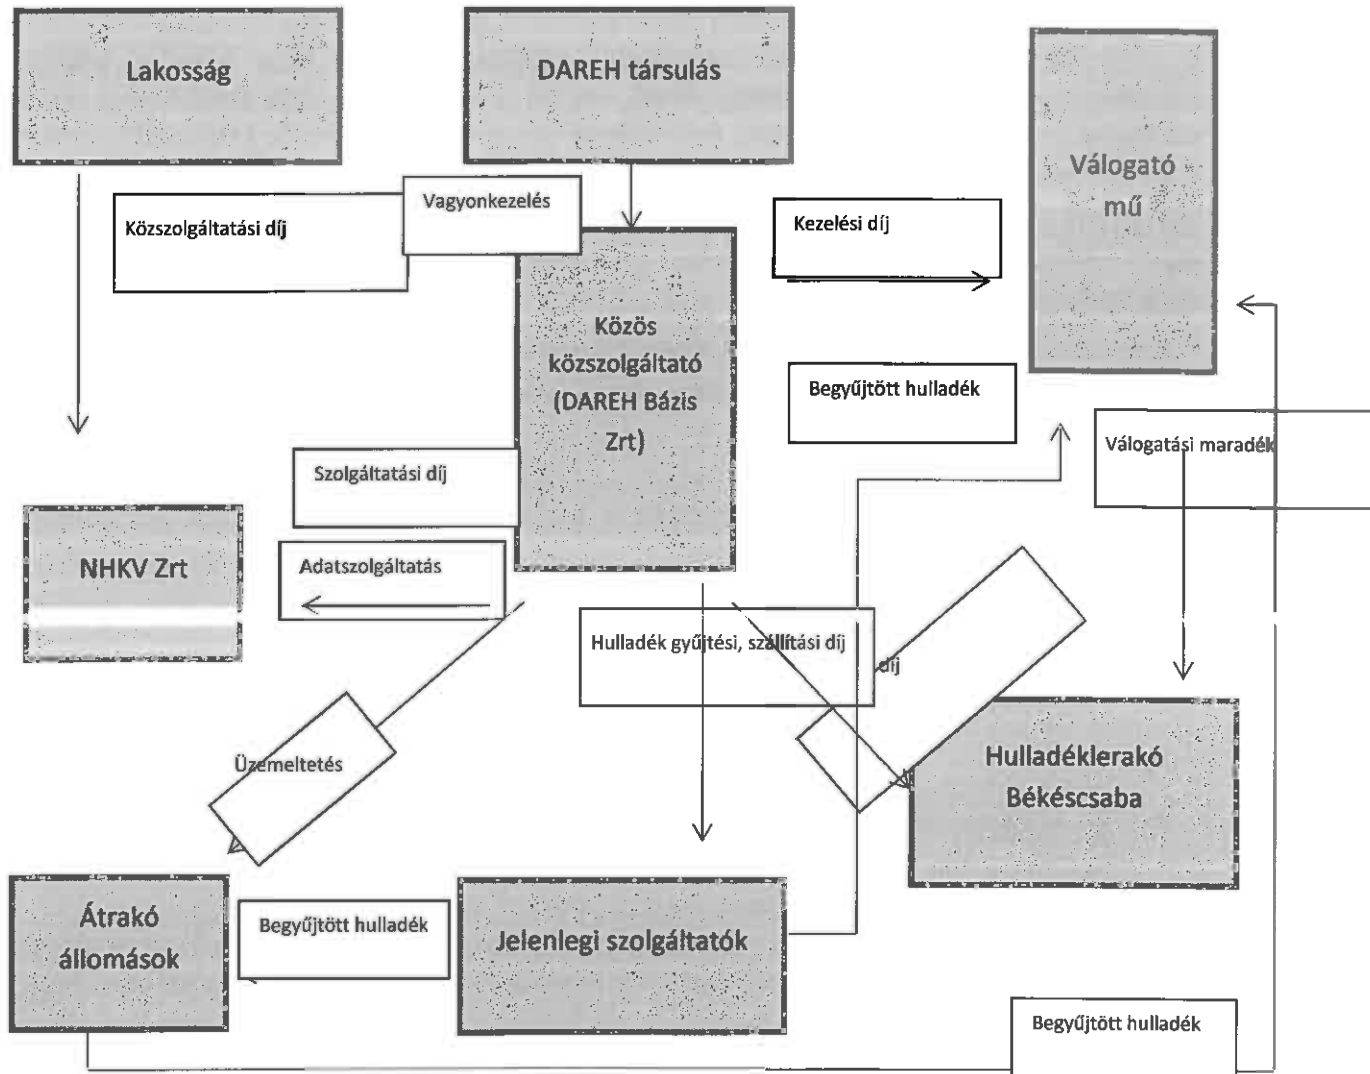 Lakosság
DAREH társulás
Válogató
mű
Vagyonkezelés
Közszolgáltatási díj
Kezelési díj
Közös
közszolgáltató
(DAREH Bázis
Zrt)
Begyűjtött hulladék
Válogatási maradék
Szolgáltatási díj
NHKV Zrt
Adatszolgáltatás
Hulladék gyűjtési, szállítási díj
díj
Üzemeltetés
Hulladéklerakó
Békéscsaba
Átrakó
állomások
Begyűjtött hulladék
Jelenlegi szolgáltatók
Begyűjtött hulladék